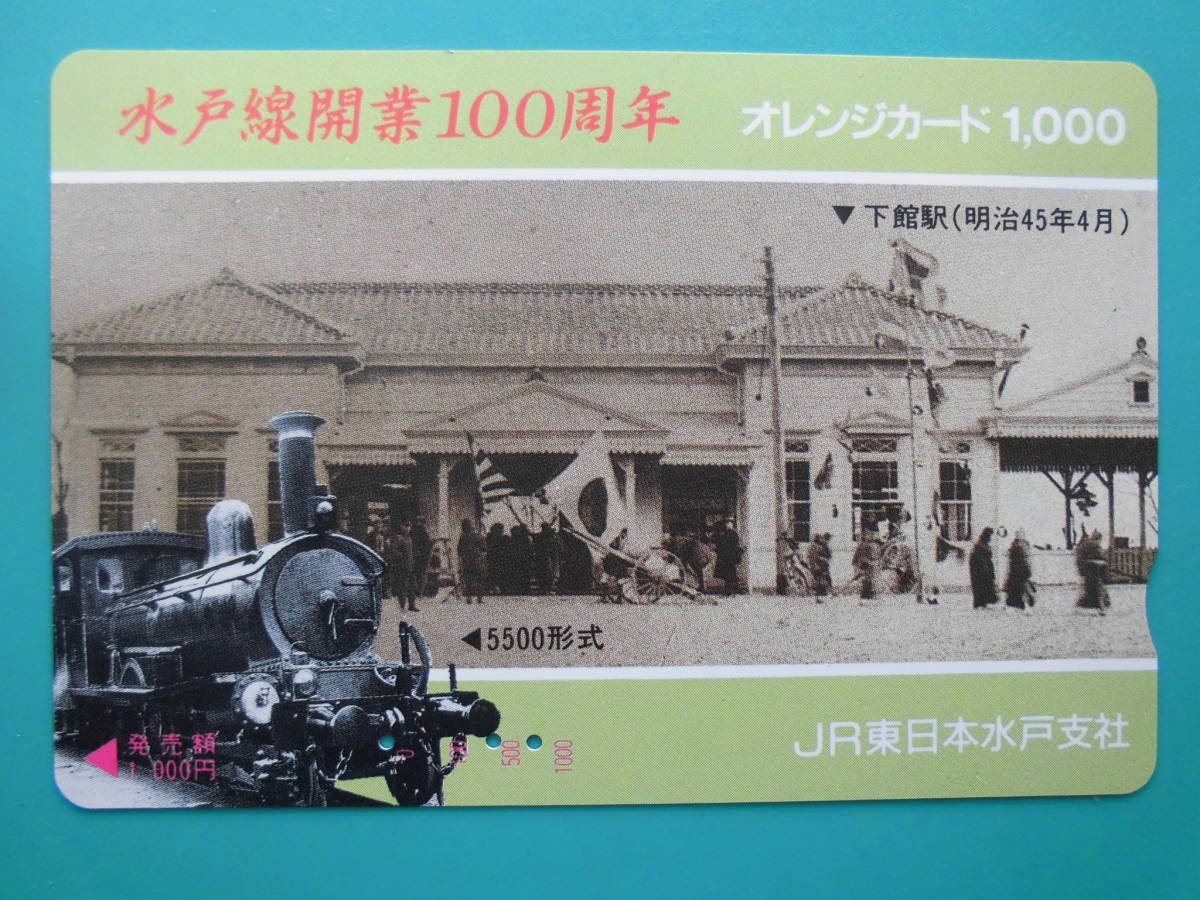 水戸線開業100周年
オレンジカード 1,000
▼ 下館駅(明治45年4月)
◀5500形式
JR東日本水戸支社
発売額
1,000円
0
100
500
1000